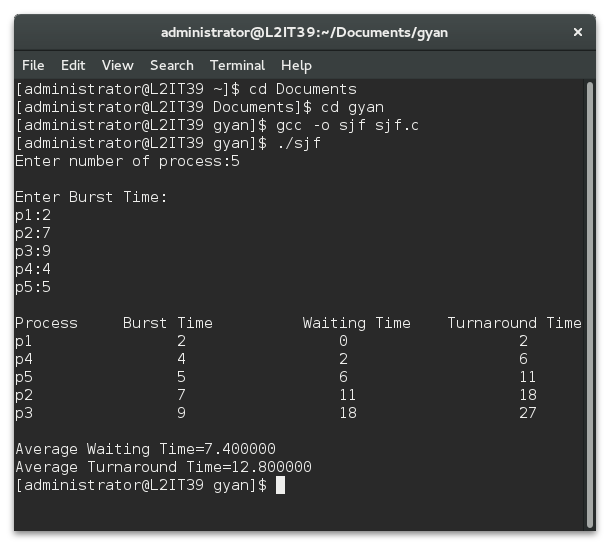 administrator@L2IT39:~/Documents/gyan ×
File Edit View Search Terminal Help
[administrator@L2IT39 ~]$ cd Documents
[administrator@L2IT39 Documents]$ cd gyan
[administrator@L2IT39 gyan]$ gcc -o sjf sjf.c
[administrator@L2IT39 gyan]$ ./sjf
Enter number of process:5
Enter Burst Time:
p1:2
p2:7
p3:9
p4:4
p5:5
Process Burst Time Waiting Time Turnaround Time
p1 2 0 2
p4 4 2 6
p5 5 6 11
p2 7 11 18
p3 9 18 27
Average Waiting Time=7.400000
Average Turnaround Time=12.800000
[administrator@L2IT39 gyan]$